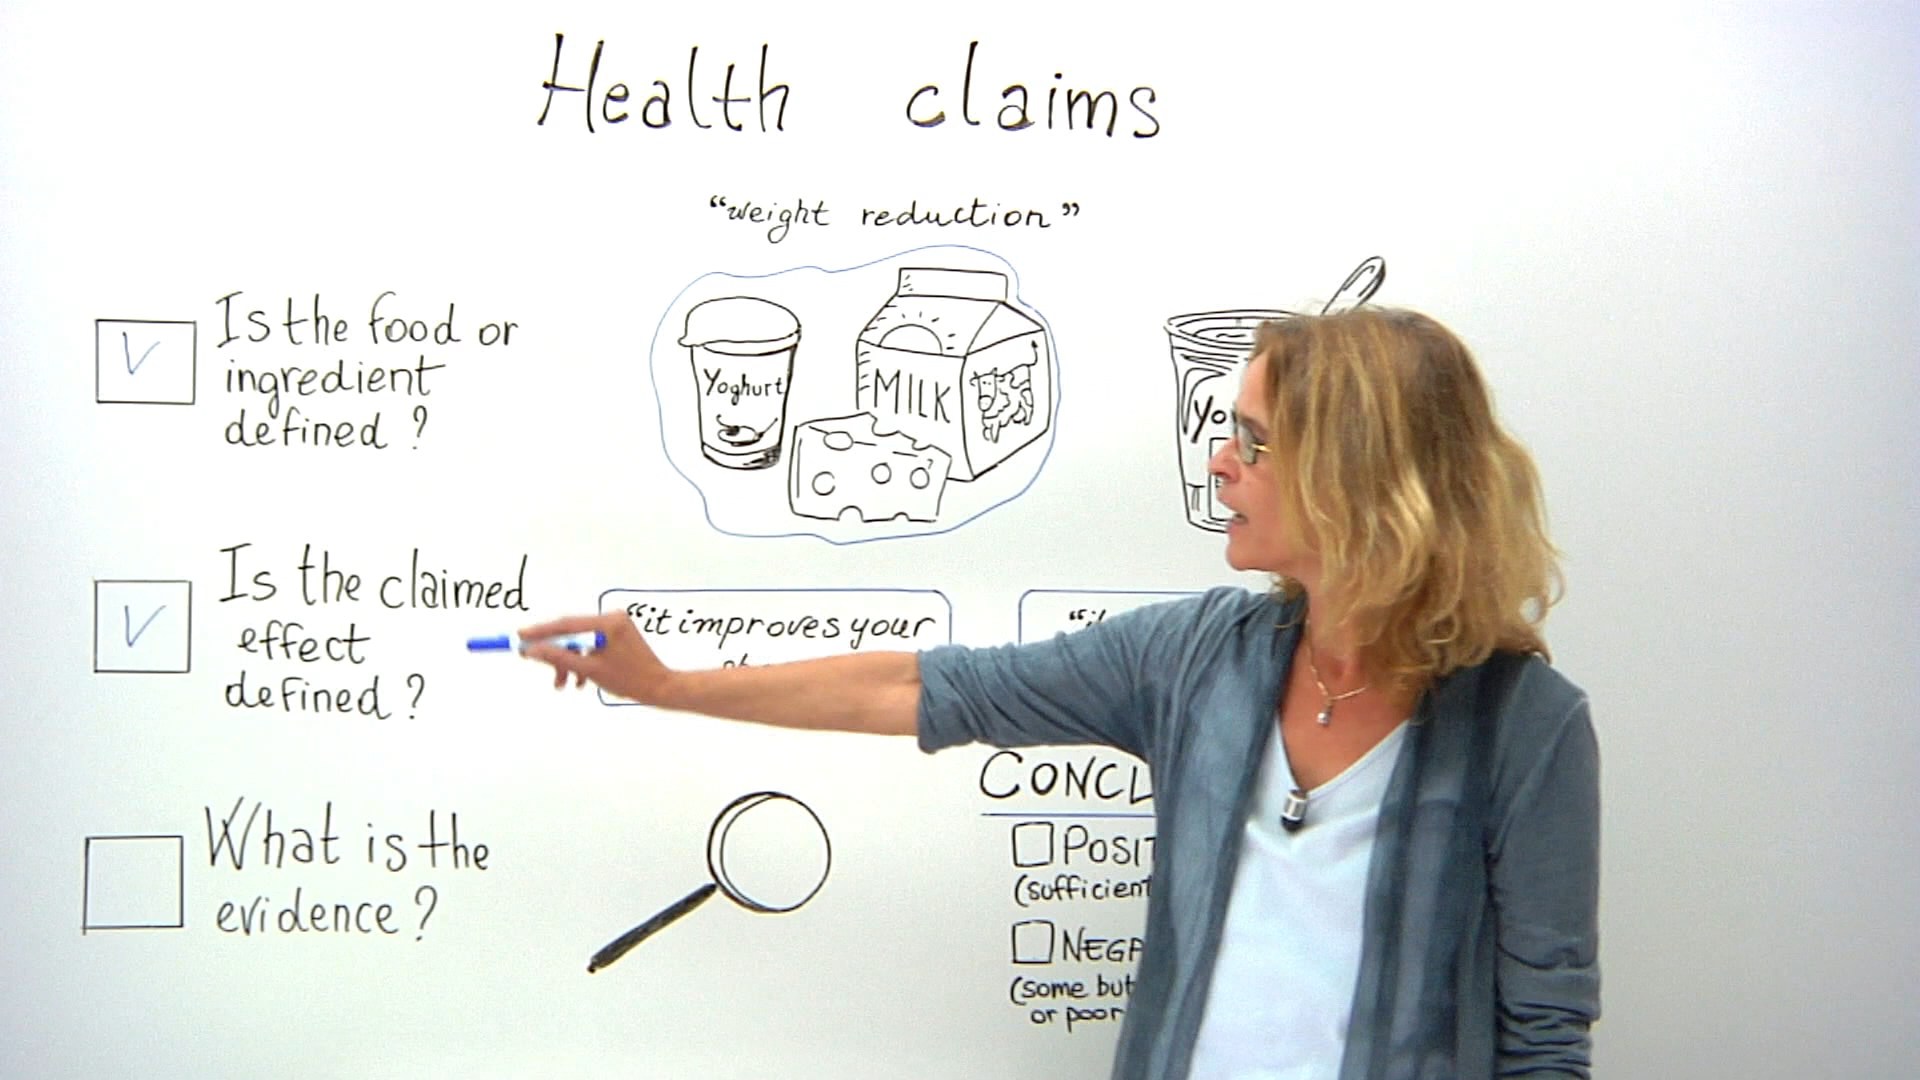 Health claims
“weight reduction”
Is the food or
ingredient
defined?
Yoghurt
MILK
Yo
Is the claimed
effect
defined?
“it improves your
What is the
evidence?
CONCL
POSIT
(sufficient
NEGA
(some but
or poor